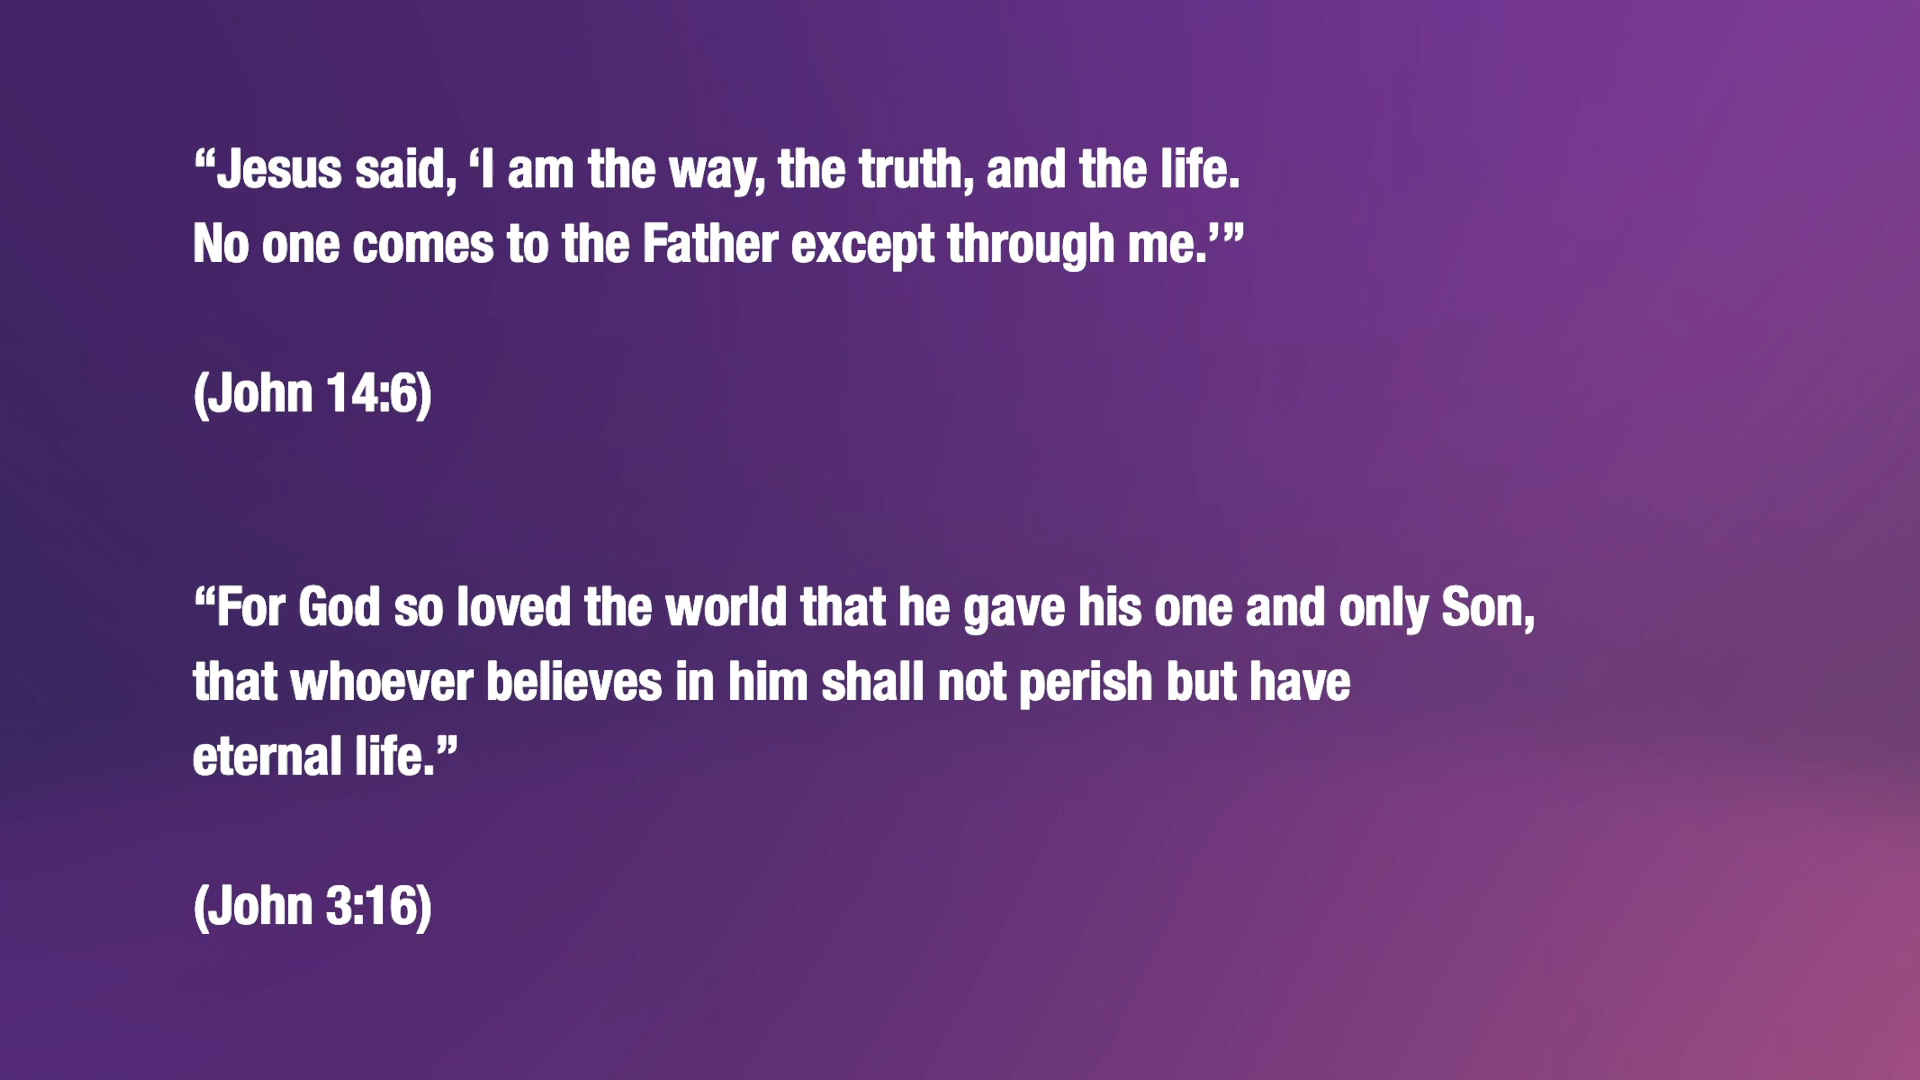 “Jesus said, ‘I am the way, the truth, and the life.
No one comes to the Father except through me.’”
(John 14:6)
“For God so loved the world that he gave his one and only Son,
that whoever believes in him shall not perish but have
eternal life.”
(John 3:16)